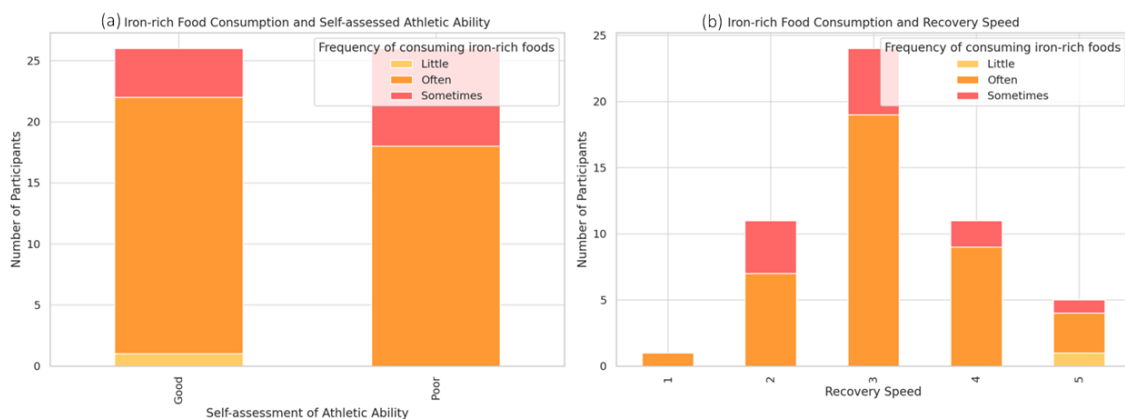 (a) Iron-rich Food Consumption and Self-assessed Athletic Ability
Frequency of consuming iron-rich foods
Little
Often
Sometimes
Number of Participants
25
20
15
10
5
0
Good
Poor
Self-assessment of Athletic Ability
(b) Iron-rich Food Consumption and Recovery Speed
Frequency of consuming iron-rich foods
Little
Often
Sometimes
Number of Participants
25
20
15
10
5
0
1
2
3
4
5
Recovery Speed